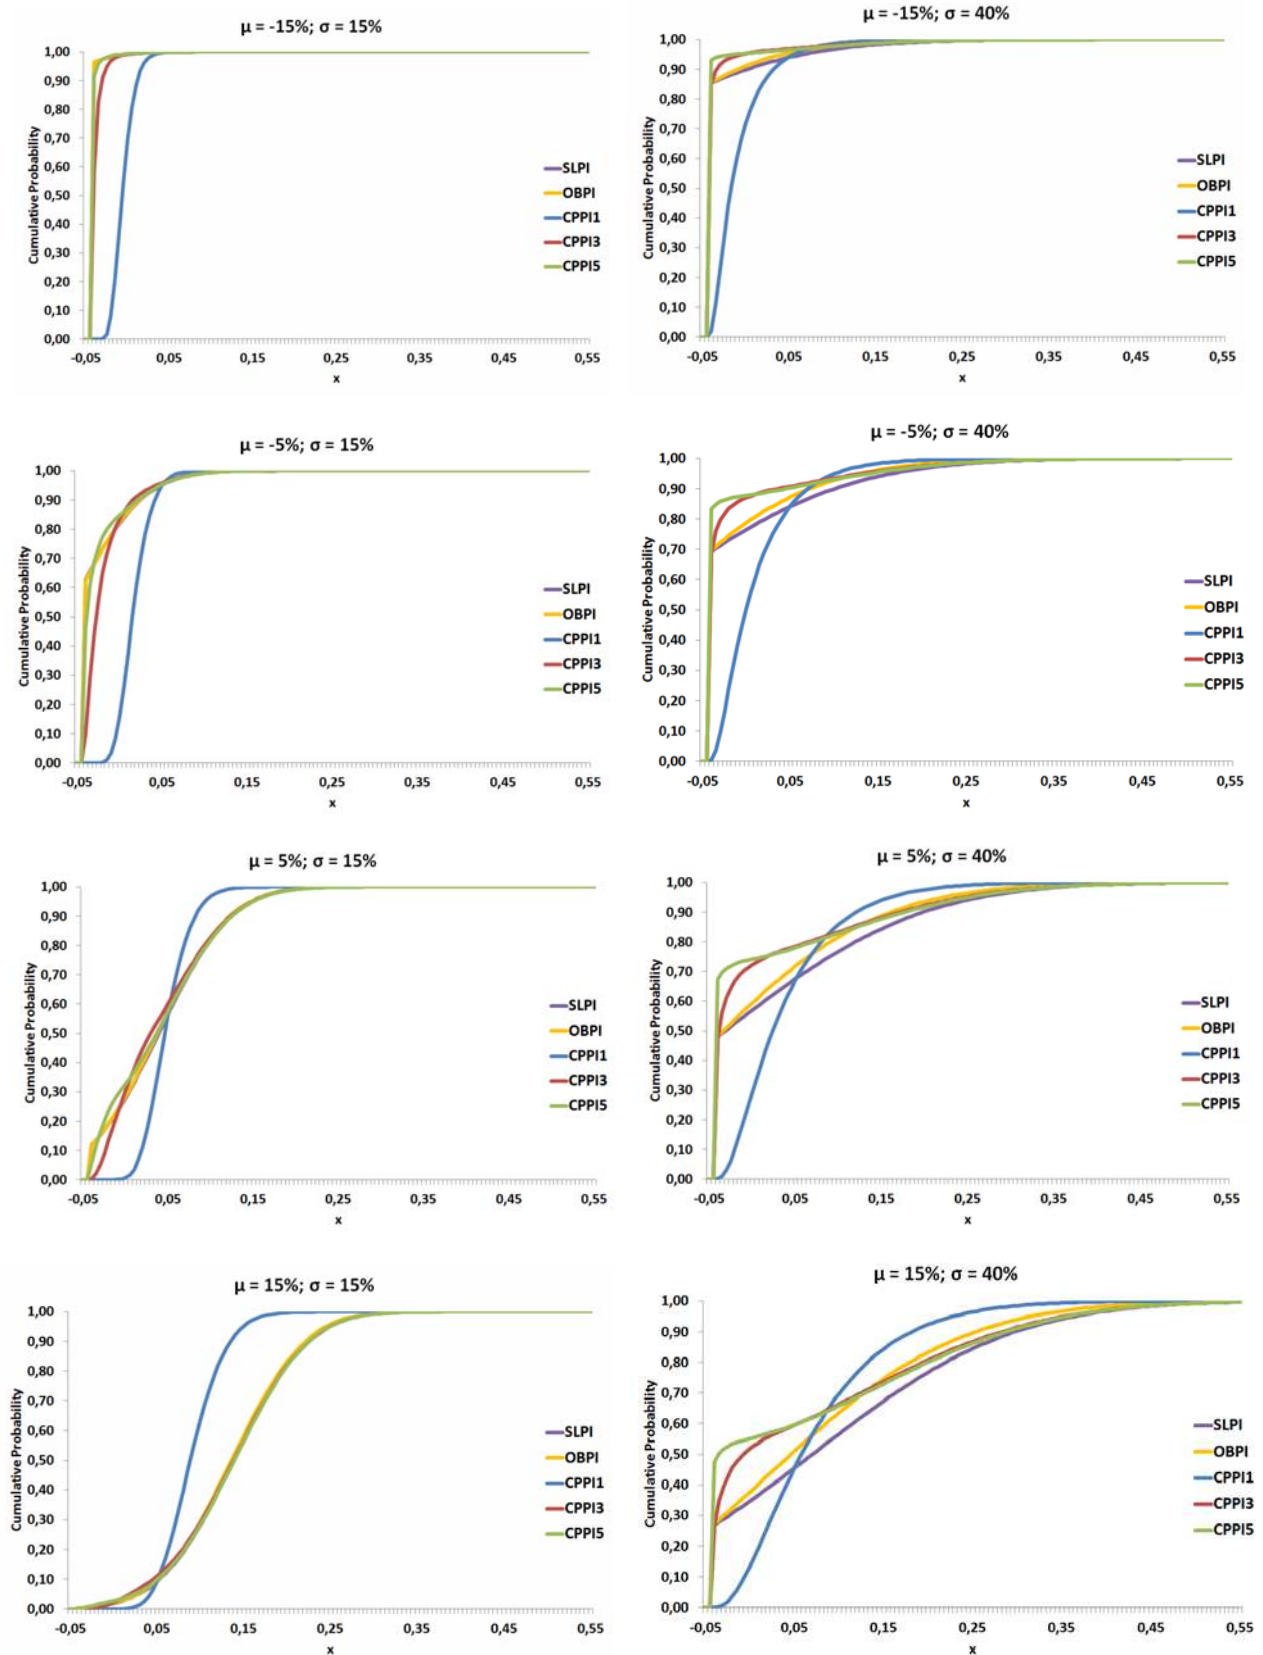 μ = -15%; σ = 15%
1,00
0,90
0,80
0,70
0,60
0,50
0,40
0,30
0,20
0,10
0,00
Cumulative Probability
-0,05 0,05 0,15 0,25 0,35 0,45 0,55
x
SLPI
OBPI
CPPI1
CPPI3
CPPI5
μ = -15%; σ = 40%
1,00
0,90
0,80
0,70
0,60
0,50
0,40
0,30
0,20
0,10
0,00
Cumulative Probability
-0,05 0,05 0,15 0,25 0,35 0,45 0,55
x
SLPI
OBPI
CPPI1
CPPI3
CPPI5
μ = -5%; σ = 15%
1,00
0,90
0,80
0,70
0,60
0,50
0,40
0,30
0,20
0,10
0,00
Cumulative Probability
-0,05 0,05 0,15 0,25 0,35 0,45 0,55
x
SLPI
OBPI
CPPI1
CPPI3
CPPI5
μ = -5%; σ = 40%
1,00
0,90
0,80
0,70
0,60
0,50
0,40
0,30
0,20
0,10
0,00
Cumulative Probability
-0,05 0,05 0,15 0,25 0,35 0,45 0,55
x
SLPI
OBPI
CPPI1
CPPI3
CPPI5
μ = 5%; σ = 15%
1,00
0,90
0,80
0,70
0,60
0,50
0,40
0,30
0,20
0,10
0,00
Cumulative Probability
-0,05 0,05 0,15 0,25 0,35 0,45 0,55
x
SLPI
OBPI
CPPI1
CPPI3
CPPI5
μ = 5%; σ = 40%
1,00
0,90
0,80
0,70
0,60
0,50
0,40
0,30
0,20
0,10
0,00
Cumulative Probability
-0,05 0,05 0,15 0,25 0,35 0,45 0,55
x
SLPI
OBPI
CPPI1
CPPI3
CPPI5
μ = 15%; σ = 15%
1,00
0,90
0,80
0,70
0,60
0,50
0,40
0,30
0,20
0,10
0,00
Cumulative Probability
-0,05 0,05 0,15 0,25 0,35 0,45 0,55
x
SLPI
OBPI
CPPI1
CPPI3
CPPI5
μ = 15%; σ = 40%
1,00
0,90
0,80
0,70
0,60
0,50
0,40
0,30
0,20
0,10
0,00
Cumulative Probability
-0,05 0,05 0,15 0,25 0,35 0,45 0,55
x
SLPI
OBPI
CPPI1
CPPI3
CPPI5